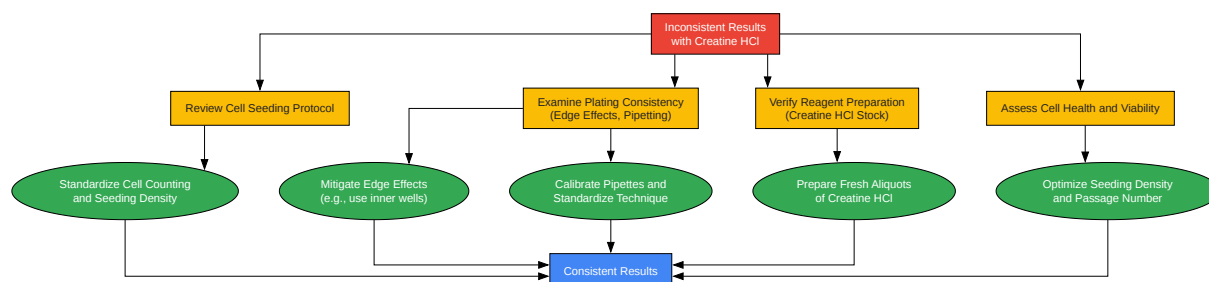 Inconsistent Results
with Creatine HCl
Review Cell Seeding Protocol
Examine Plating Consistency
(Edge Effects, Pipetting)
Verify Reagent Preparation
(Creatine HCl Stock)
Assess Cell Health and Viability
Standardize Cell Counting
and Seeding Density
Mitigate Edge Effects
(e.g., use inner wells)
Calibrate Pipettes and
Standardize Technique
Prepare Fresh Aliquots
of Creatine HCl
Optimize Seeding Density
and Passage Number
Consistent Results